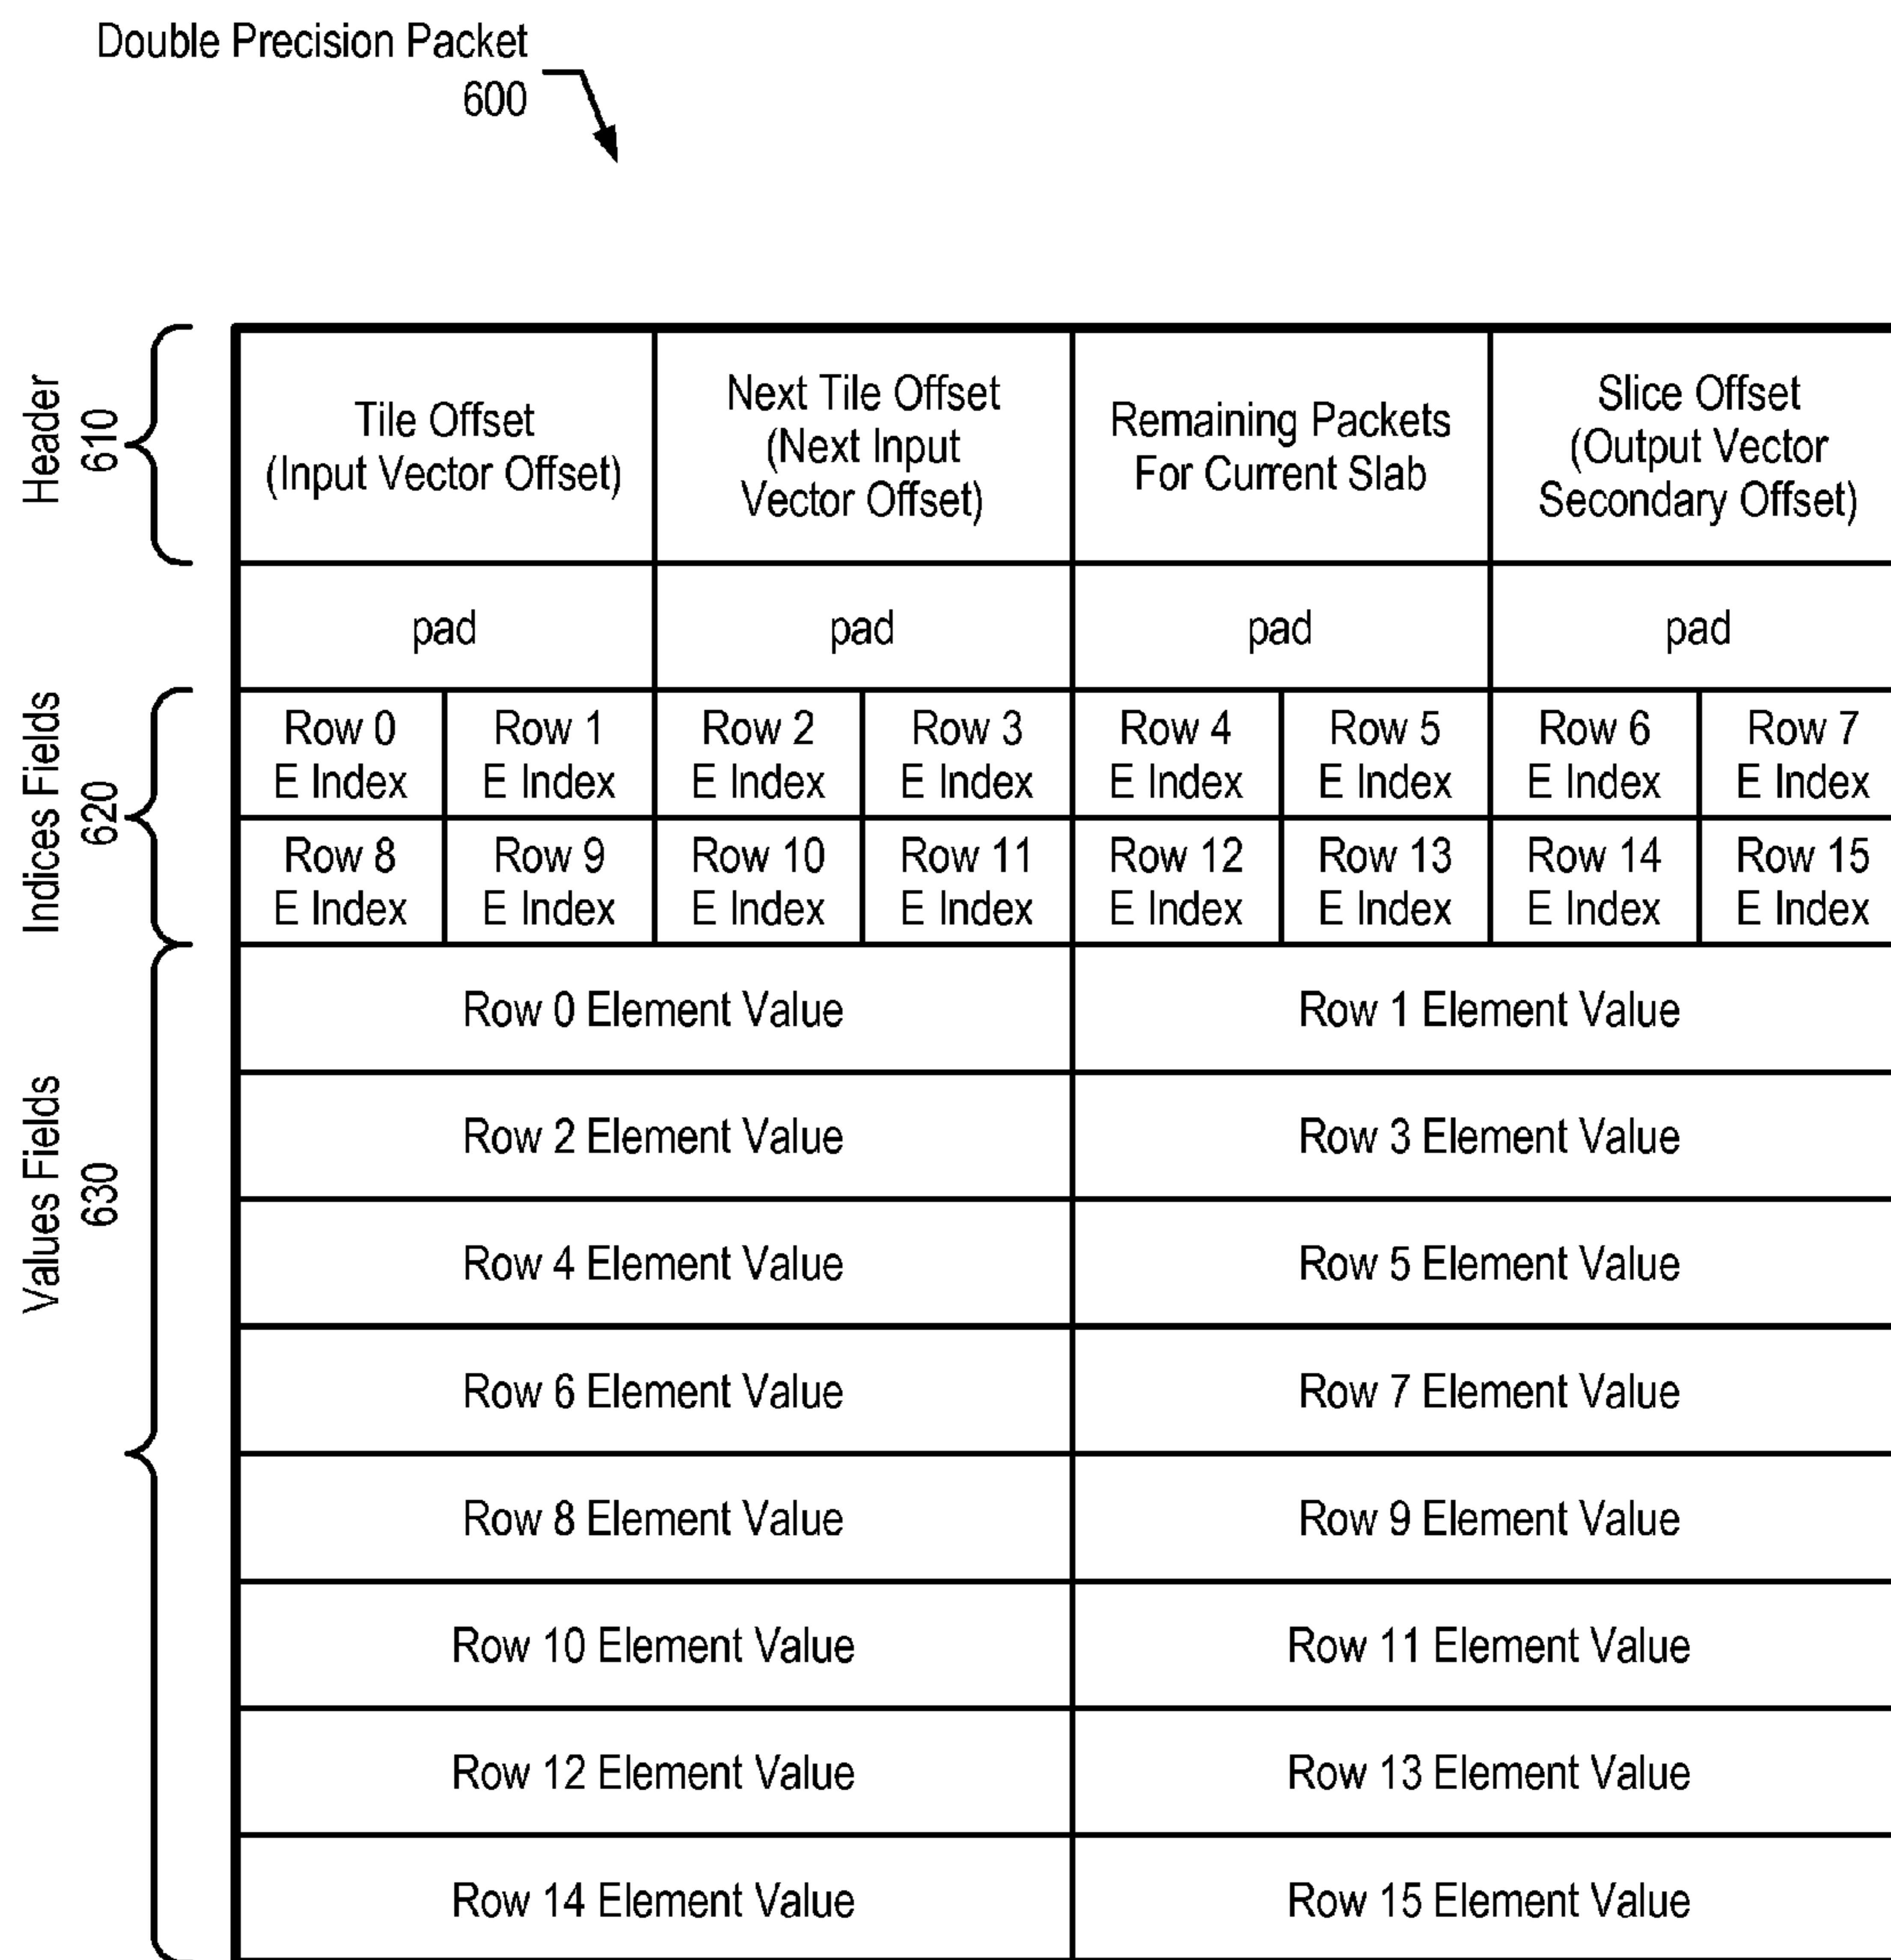 Double Precision Packet
600
Header
610
Tile Offset
(Input Vector Offset)
Next Tile Offset
(Next Input
Vector Offset)
Remaining Packets
For Current Slab
Slice Offset
(Output Vector
Secondary Offset)
pad
pad
pad
pad
Indices Fields
620
Row 0
E Index
Row 1
E Index
Row 2
E Index
Row 3
E Index
Row 4
E Index
Row 5
E Index
Row 6
E Index
Row 7
E Index
Row 8
E Index
Row 9
E Index
Row 10
E Index
Row 11
E Index
Row 12
E Index
Row 13
E Index
Row 14
E Index
Row 15
E Index
Values Fields
630
Row 0 Element Value
Row 1 Element Value
Row 2 Element Value
Row 3 Element Value
Row 4 Element Value
Row 5 Element Value
Row 6 Element Value
Row 7 Element Value
Row 8 Element Value
Row 9 Element Value
Row 10 Element Value
Row 11 Element Value
Row 12 Element Value
Row 13 Element Value
Row 14 Element Value
Row 15 Element Value